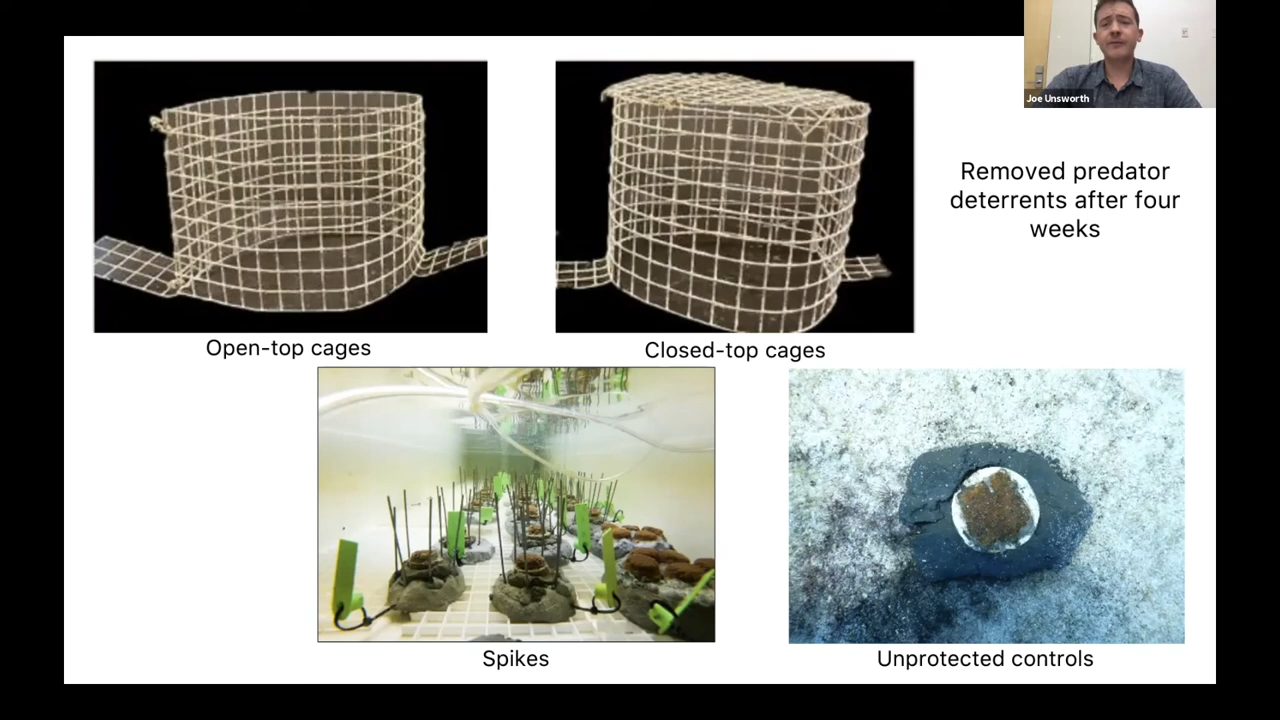 Joe Unsworth
Removed predator
deterrents after four
weeks
Open-top cages
Closed-top cages
Spikes
Unprotected controls